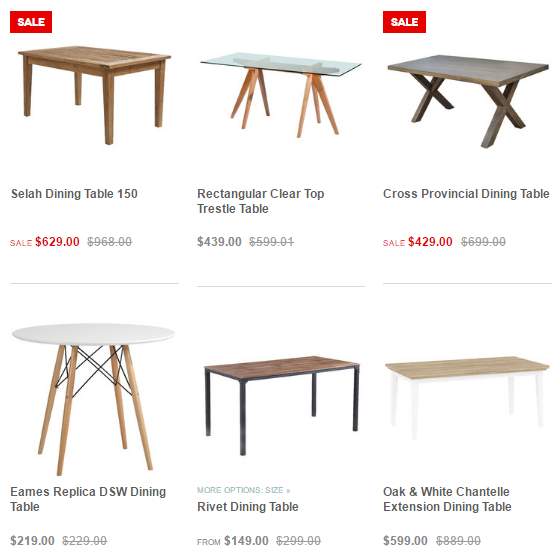 SALE
SALE
Selah Dining Table 150
Rectangular Clear Top
Trestle Table
Cross Provincial Dining Table
SALE $629.00 $968.00
$439.00 $599.01
SALE $429.00 $699.00
Eames Replica DSW Dining
Table
$219.00 $229.00
MORE OPTIONS: SIZE »
Rivet Dining Table
FROM $149.00 $299.00
Oak & White Chantelle
Extension Dining Table
$599.00 $889.00